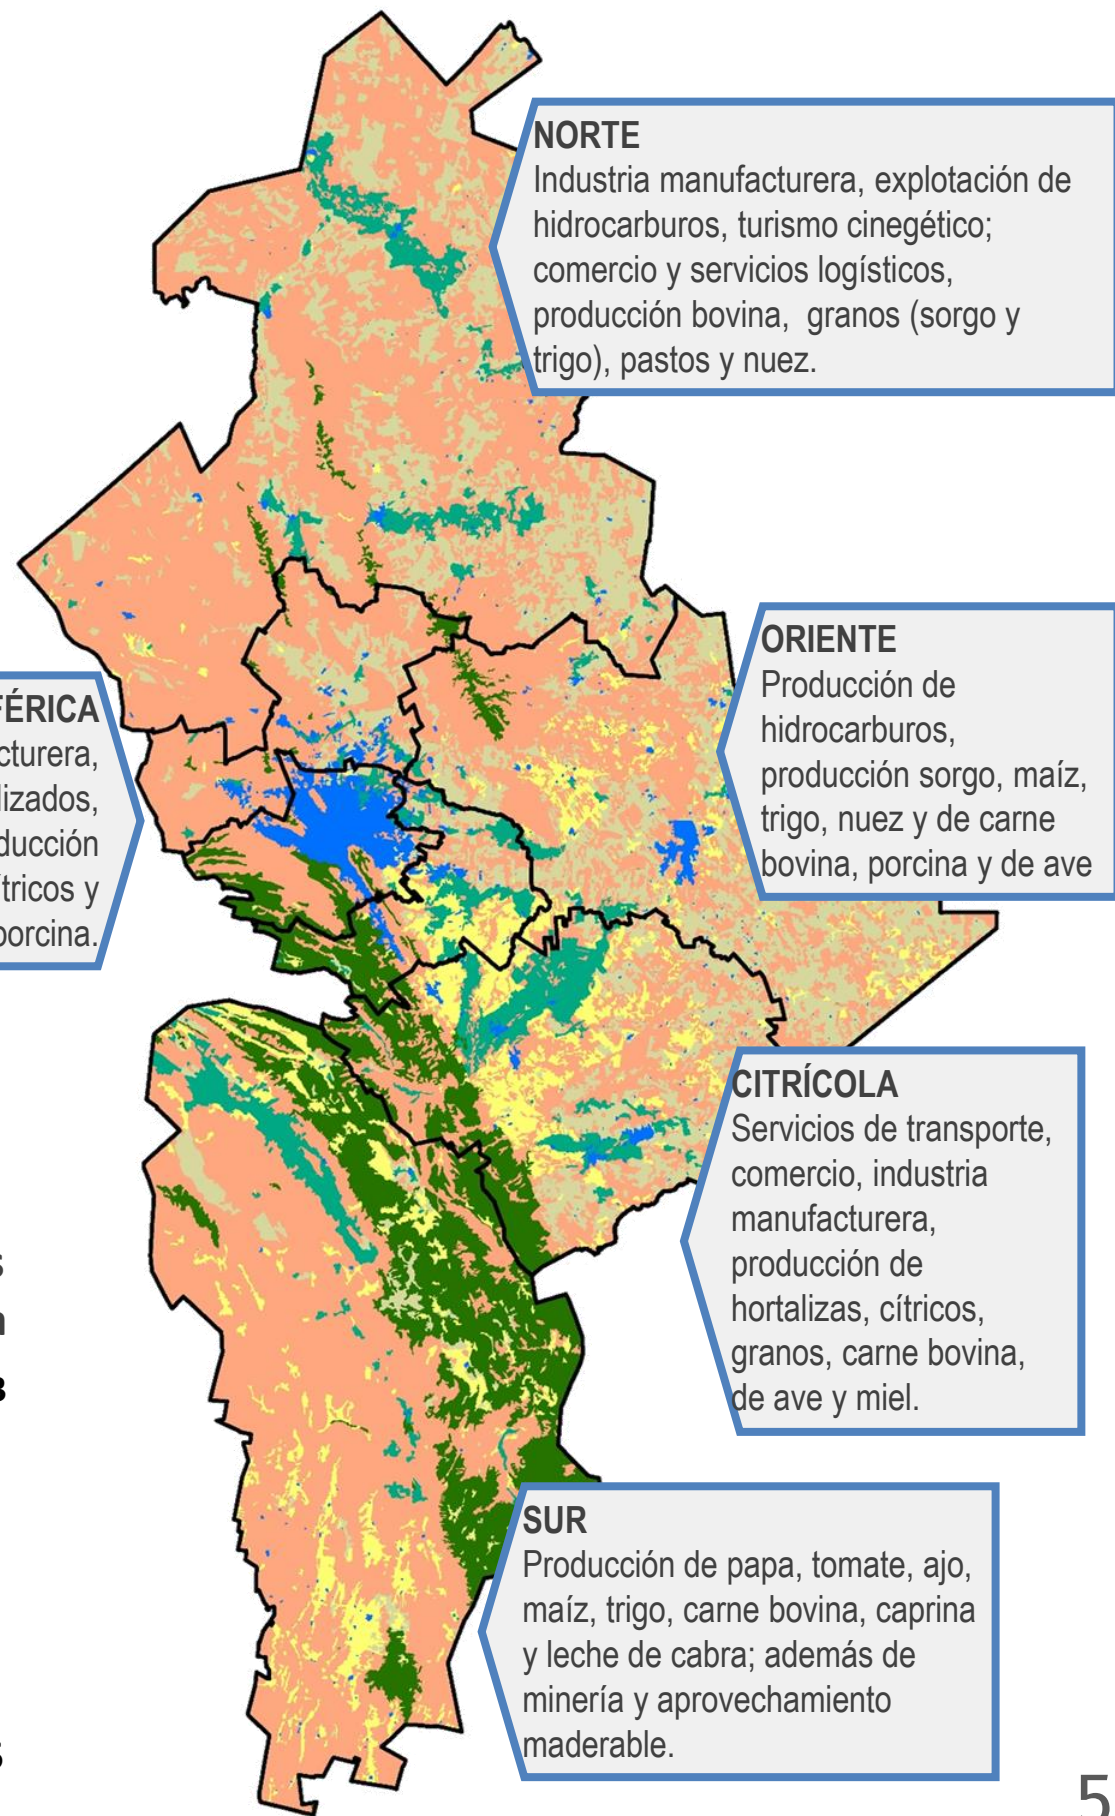 NORTE
Industria manufacturera, explotación de
hidrocarburos, turismo cinegético;
comercio y servicios logísticos,
producción bovina,  granos (sorgo y
trigo), pastos y nuez.
ORIENTE
Producción de
hidrocarburos,
producción sorgo, maíz,
trigo, nuez y de carne
bovina, porcina y de ave
FÉRICA
cturera,
lizados,
ducción
ítricos y
porcina.
CITRÍCOLA
Servicios de transporte,
comercio, industria
manufacturera,
producción de
hortalizas, cítricos,
granos, carne bovina,
de ave y miel.
SUR
Producción de papa, tomate, ajo,
maíz, trigo, carne bovina, caprina
y leche de cabra; además de
minería y aprovechamiento
maderable.
5